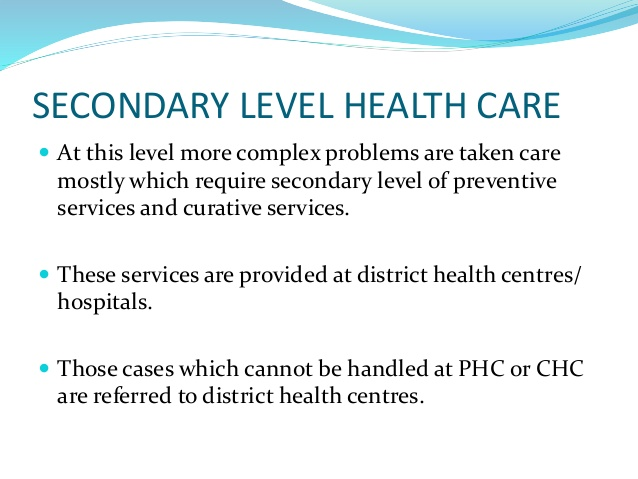 SECONDARY LEVEL HEALTH CARE
• At this level more complex problems are taken care
mostly which require secondary level of preventive
services and curative services.
• These services are provided at district health centres/
hospitals.
• Those cases which cannot be handled at PHC or CHC
are referred to district health centres.